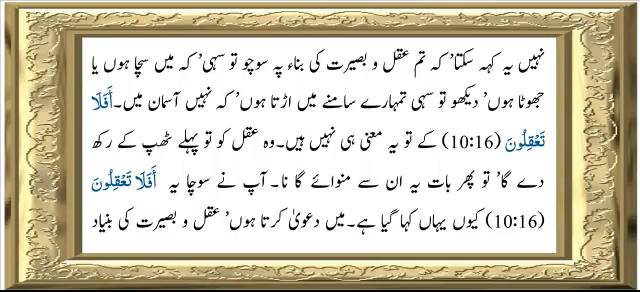 نہیں یہ کہہ سکتا’ کہ تم عقل و بصیرت کی بناء پہ سوچو تو سہی’ کہ میں سچا ہوں یا
جھوٹا ہوں’ دیکھو تو سہی تمہارے سامنے میں اڑتا ہوں’ کہ نہیں آسمان میں۔ أَفَلَا
تَعْقِلُونَ (10:16) کے تو یہ معنی ہی نہیں ہیں۔ وہ عقل کو تو پہلے ٹھپ کے رکھ
دے گا’ تو پھر بات یہ ان سے منوائے گا نا۔ آپ نے سوچا یہ أَفَلَا تَعْقِلُونَ
(10:16) کیوں یہاں کہا گیا ہے۔ میں دعویٰ کرتا ہوں’ عقل و بصیرت کی بنیاد